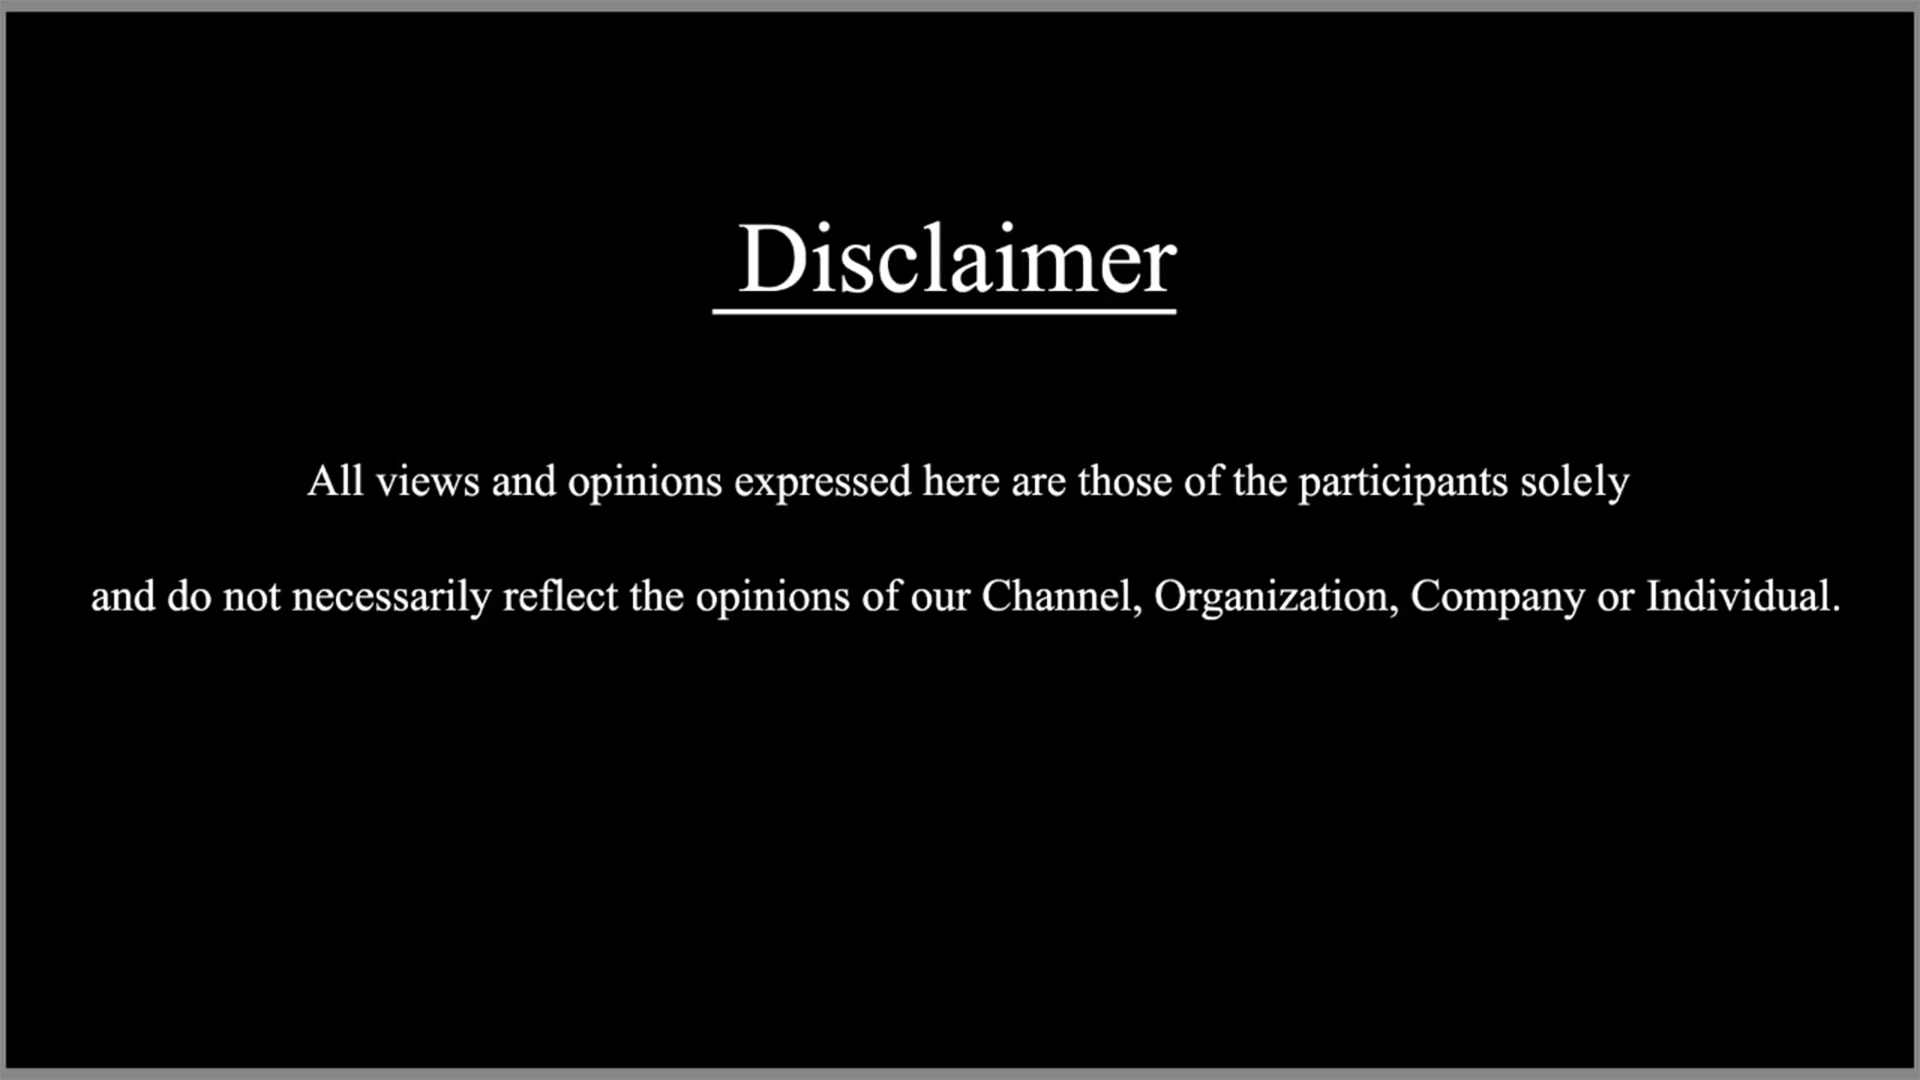 Disclaimer
All views and opinions expressed here are those of the participants solely
and do not necessarily reflect the opinions of our Channel, Organization, Company or Individual.